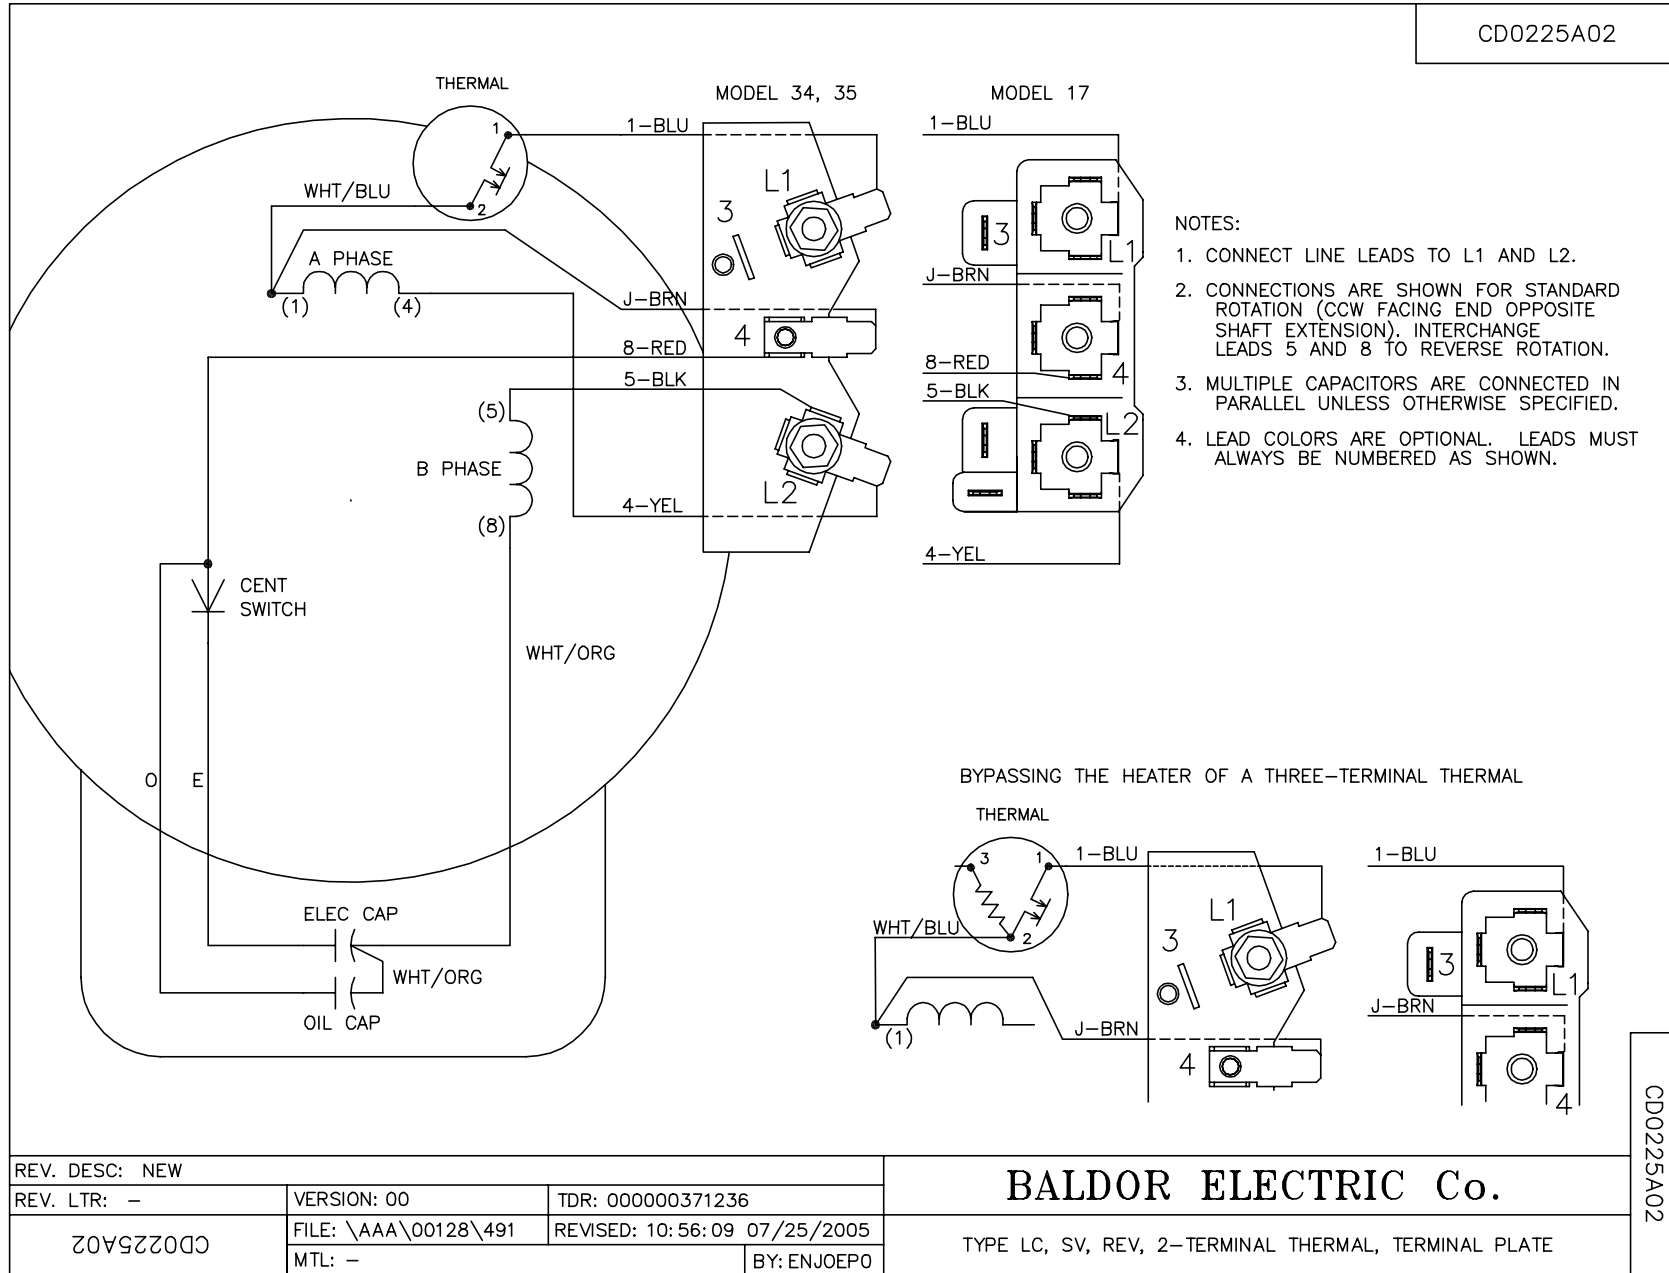 CD0225A02
THERMAL
MODEL 34, 35
MODEL 17
1
1-BLU
1-BLU
WHT/BLU
2
L1
3
3
L1
A PHASE
(1)
(4)
J-BRN
J-BRN
4
8-RED
8-RED
4
5-BLK
5-BLK
(5)
B PHASE
(8)
L2
L2
4-YEL
4-YEL
NOTES:
1. CONNECT LINE LEADS TO L1 AND L2.
2. CONNECTIONS ARE SHOWN FOR STANDARD
ROTATION (CCW FACING END OPPOSITE
SHAFT EXTENSION). INTERCHANGE
LEADS 5 AND 8 TO REVERSE ROTATION.
3. MULTIPLE CAPACITORS ARE CONNECTED IN
PARALLEL UNLESS OTHERWISE SPECIFIED.
4. LEAD COLORS ARE OPTIONAL. LEADS MUST
ALWAYS BE NUMBERED AS SHOWN.
CENT
SWITCH
WHT/ORG
O
E
ELEC CAP
WHT/ORG
OIL CAP
BYPASSING THE HEATER OF A THREE-TERMINAL THERMAL
THERMAL
3
1
1-BLU
1-BLU
WHT/BLU
2
L1
3
3
L1
(1)
J-BRN
J-BRN
4
4
CD0225A02
REV. DESC: NEW
REV. LTR: -
VERSION: 00
TDR: 000000371236
BALDOR ELECTRIC Co.
CD0225A02
FILE: \AAA\00128\491
REVISED: 10:56:09 07/25/2005
TYPE LC, SV, REV, 2-TERMINAL THERMAL, TERMINAL PLATE
MTL: -
BY: ENJOEPO